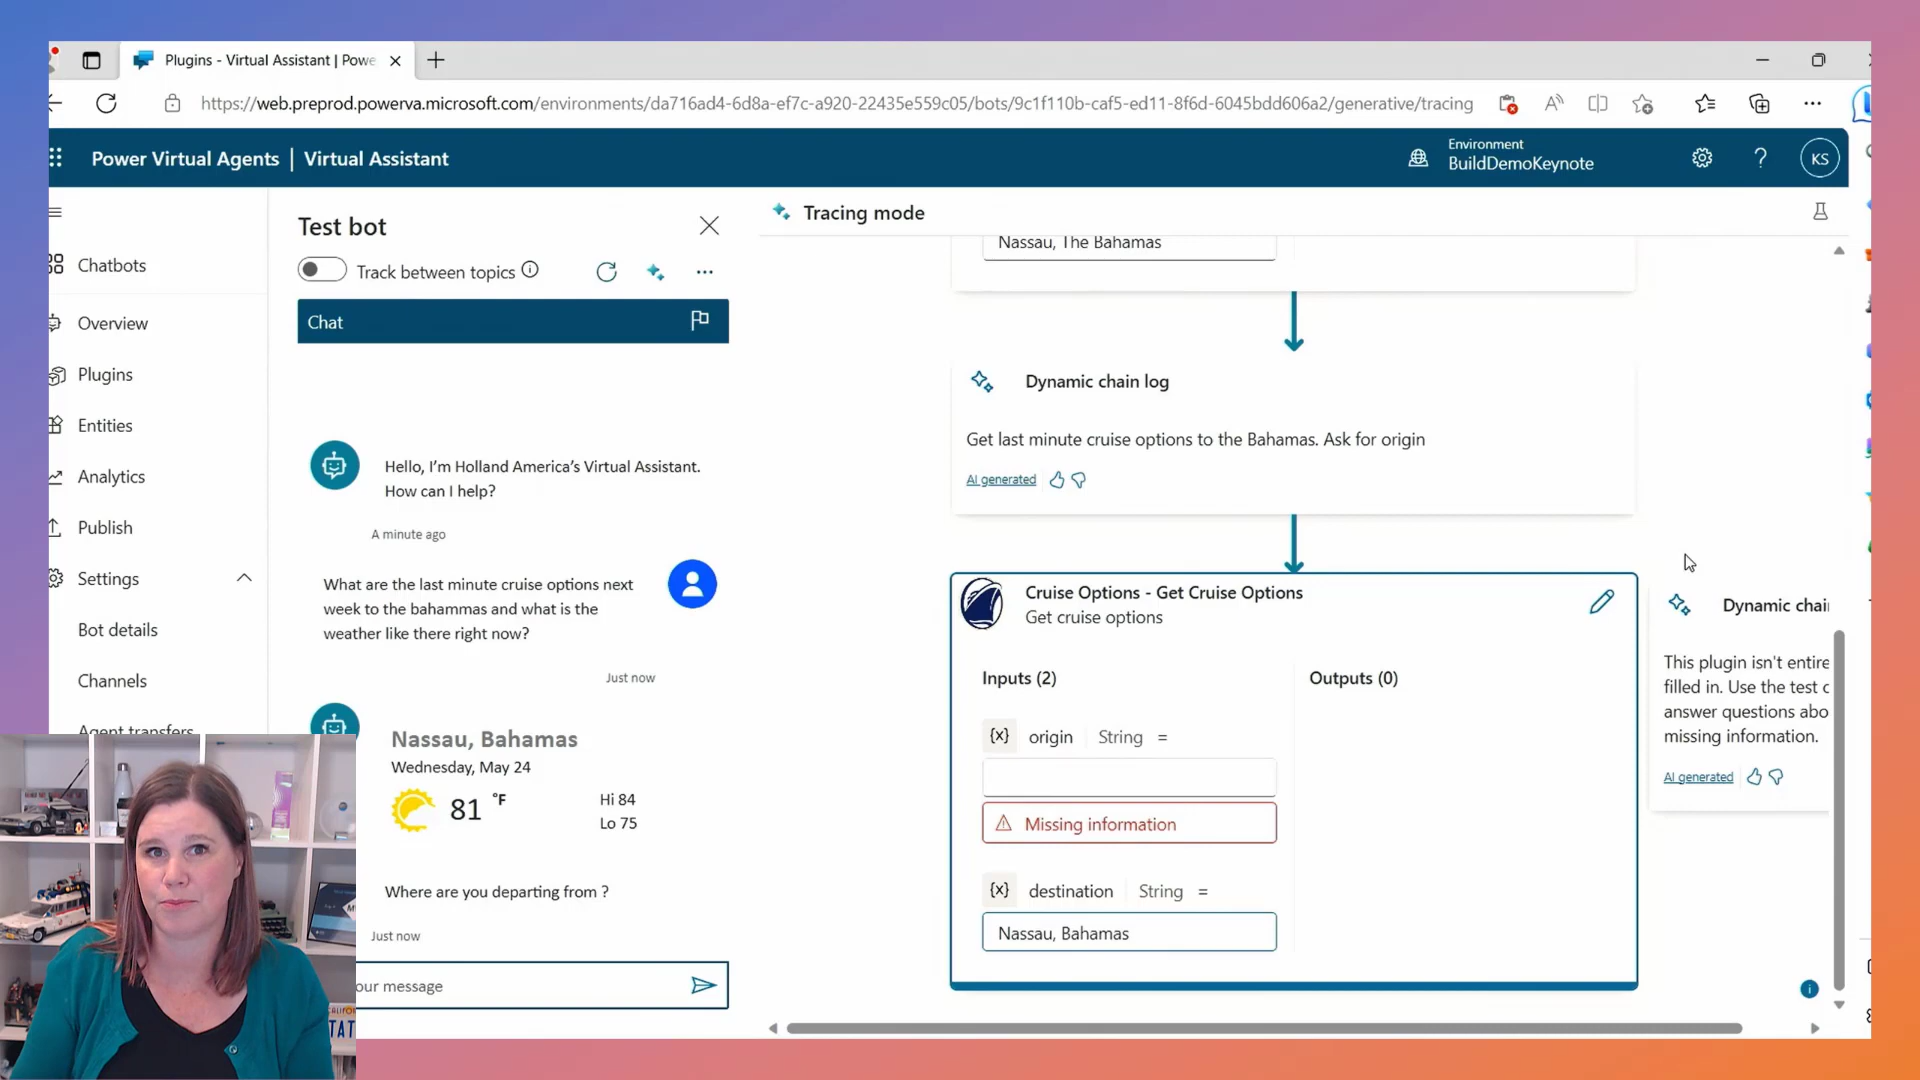 Plugins - Virtual Assistant | Powe
https://web.preprod.powerva.microsoft.com/environments/da716ad4-6d8a-ef7c-a920-22435e559c05/bots/9c1f110b-caf5-ed11-8f6d-6045bdd606a2/generative/tracing
Power Virtual Agents | Virtual Assistant
Environment
BuildDemoKeynote
KS
Chatbots
Overview
Plugins
Entities
Analytics
Publish
Settings
Bot details
Channels
Agent transfers
Test bot
Track between topics
Chat
Hello, I'm Holland America's Virtual Assistant.
How can I help?
A minute ago
What are the last minute cruise options next
week to the bahammas and what is the
weather like there right now?
Just now
Nassau, Bahamas
Wednesday, May 24
81 °F
Hi 84
Lo 75
Where are you departing from ?
Just now
our message
Tracing mode
Nassau, The Bahamas
Dynamic chain log
Get last minute cruise options to the Bahamas. Ask for origin
AI generated
Cruise Options - Get Cruise Options
Get cruise options
Inputs (2)
Outputs (0)
{x} origin String =
Missing information
{x} destination String =
Nassau, Bahamas
Dynamic chai
This plugin isn't entire
filled in. Use the test c
answer questions abo
missing information.
AI generated